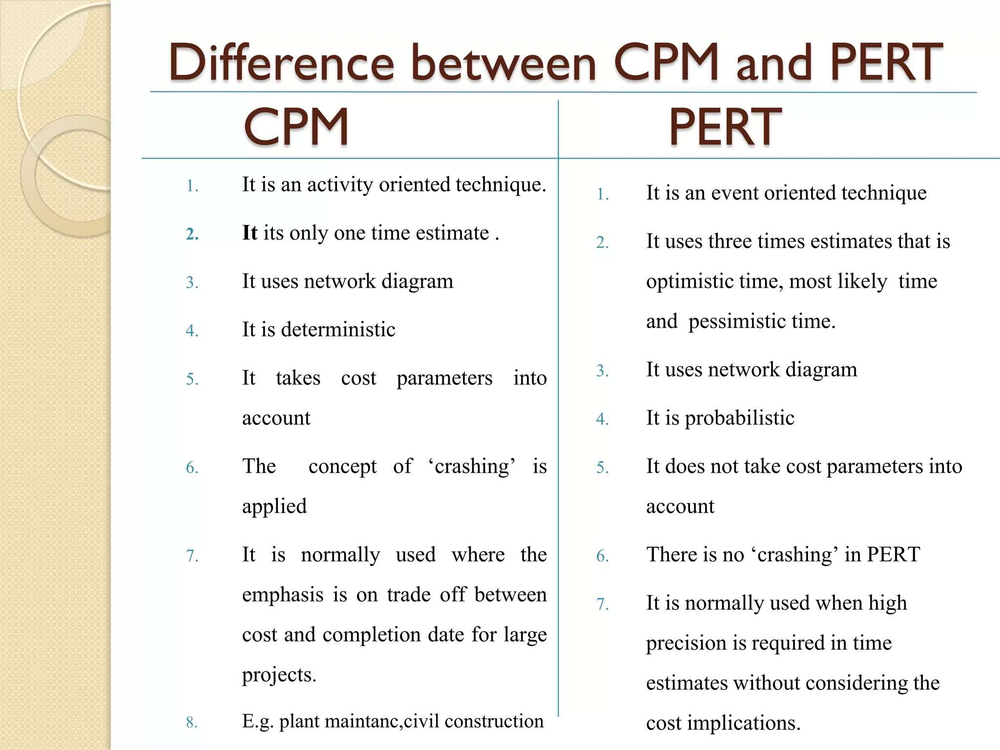 Difference between CPM and PERT
CPM
1. It is an activity oriented technique.
2. It its only one time estimate .
3. It uses network diagram
4. It is deterministic
5. It takes cost parameters into
account
6. The concept of ‘crashing’ is
applied
7. It is normally used where the
emphasis is on trade off between
cost and completion date for large
projects.
8. E.g. plant maintanc,civil construction
PERT
1. It is an event oriented technique
2. It uses three times estimates that is
optimistic time, most likely time
and pessimistic time.
3. It uses network diagram
4. It is probabilistic
5. It does not take cost parameters into
account
6. There is no ‘crashing’ in PERT
7. It is normally used when high
precision is required in time
estimates without considering the
cost implications.